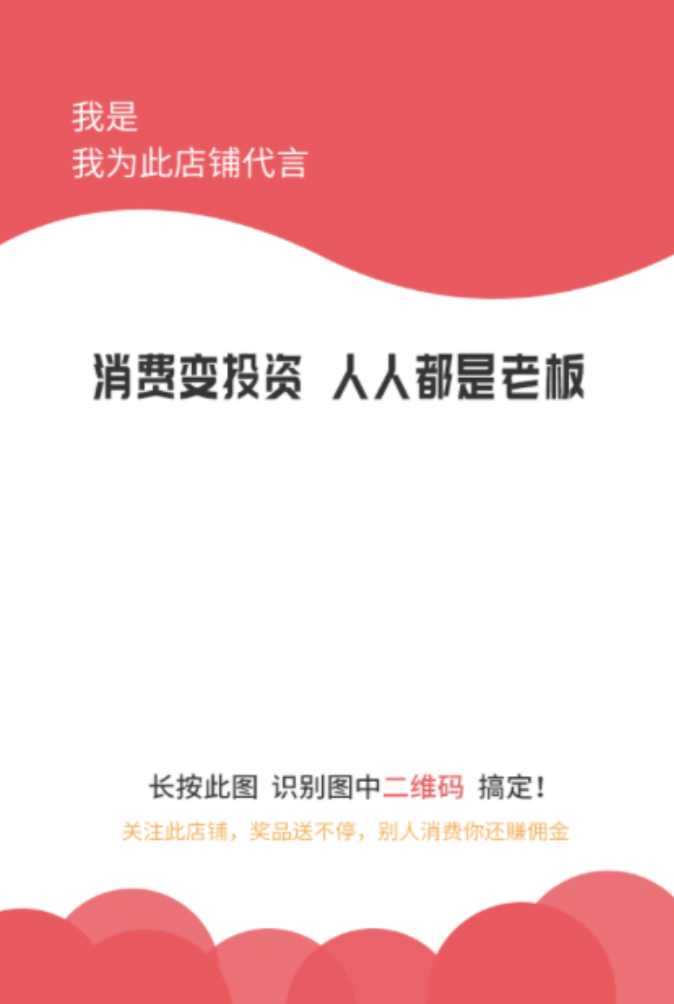 我是
我为此店铺代言
消费变投资 人人都是老板
长按此图 识别图中二维码 搞定！
关注此店铺，奖品送不停，别人消费你还赚佣金